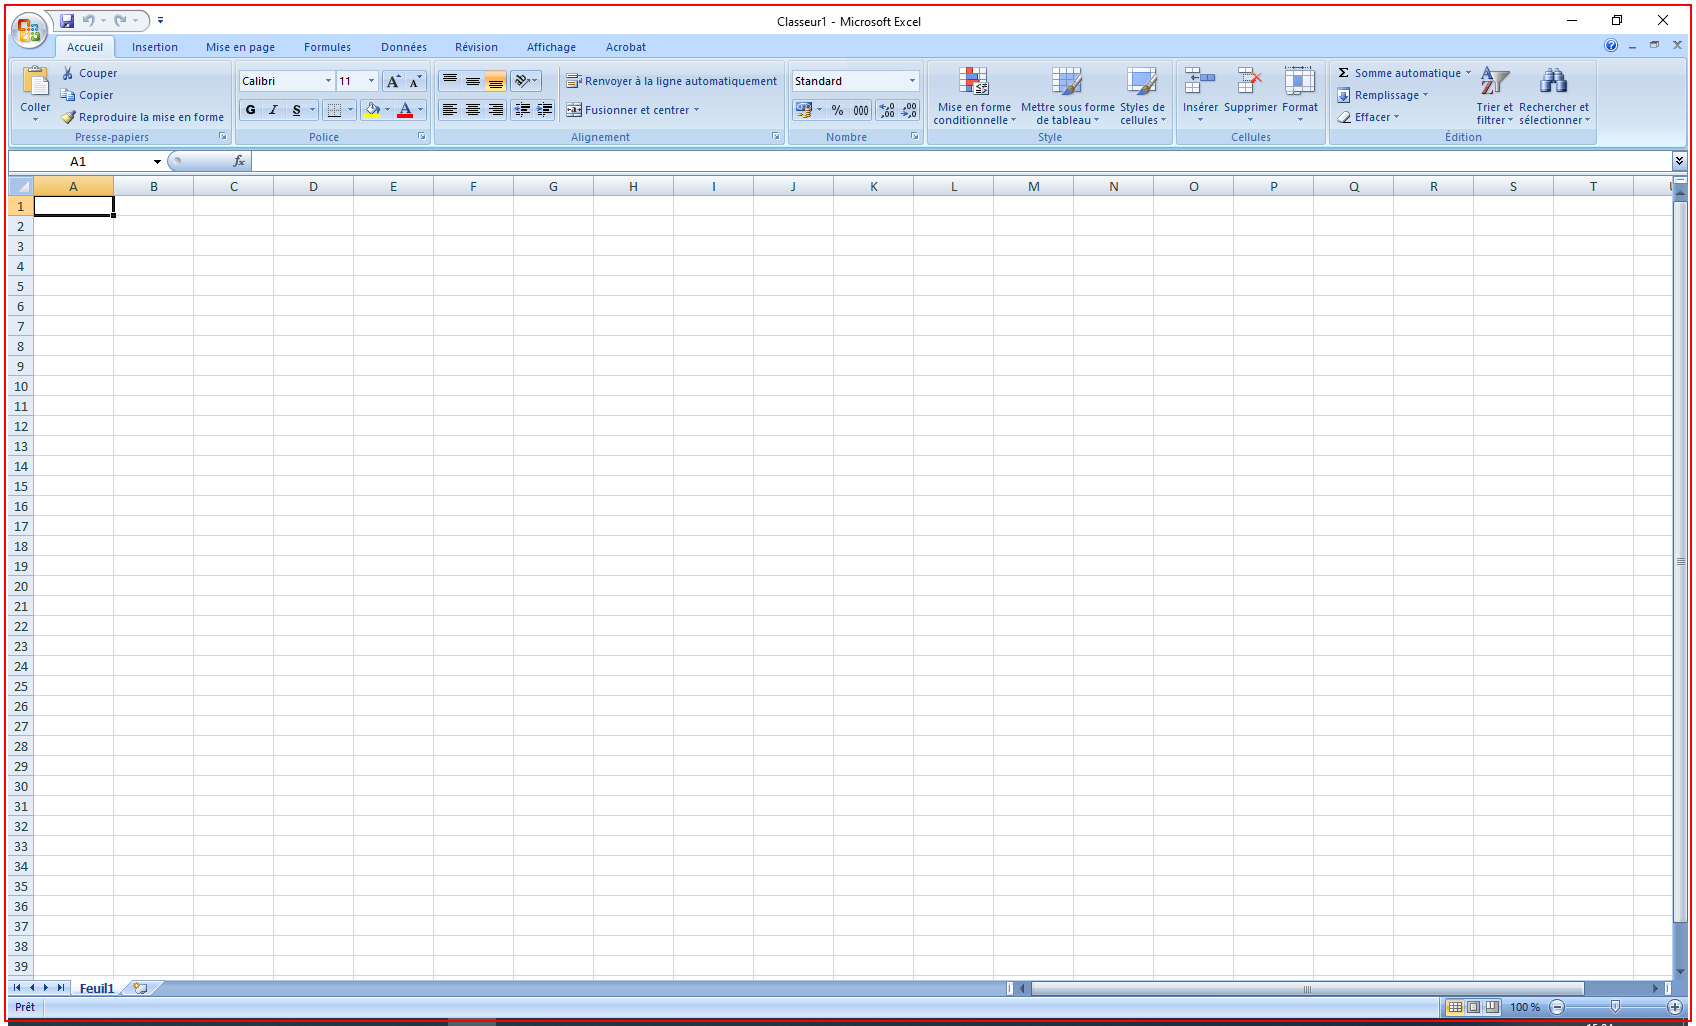 Classeur1 - Microsoft Excel
Accueil Insertion Mise en page Formules Données Révision Affichage Acrobat
Coller
Couper
Copier
Reproduire la mise en forme
Presse-papiers
Calibri 11
G I S
Police
Renvoyer à la ligne automatiquement
Fusionner et centrer
Alignement
Standard
% 000
Nombre
Mise en forme conditionnelle
Mettre sous forme de tableau
Styles de cellules
Style
Insérer Supprimer Format
Cellules
Σ Somme automatique
Remplissage
Effacer
Trier et filtrer
Rechercher et sélectionner
Édition
A1 fx
A B C D E F G H I J K L M N O P Q R S T
1
2
3
4
5
6
7
8
9
10
11
12
13
14
15
16
17
18
19
20
21
22
23
24
25
26
27
28
29
30
31
32
33
34
35
36
37
38
39
Feuil1
Prêt 100 %